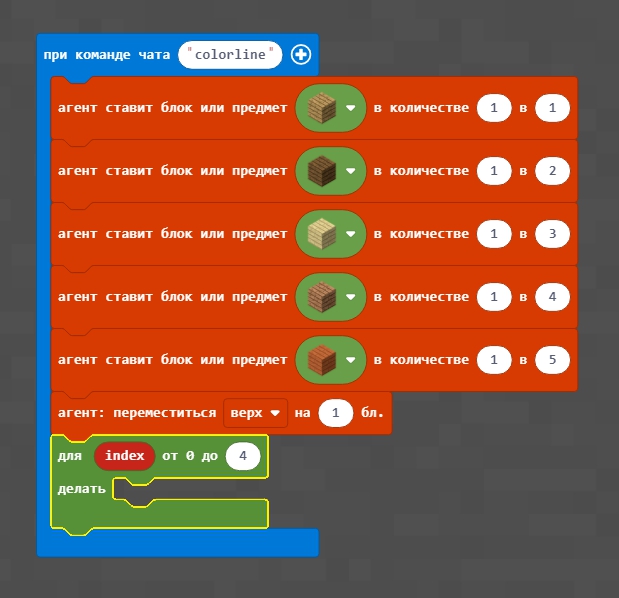 при команде чата "colorline"
агент ставит блок или предмет в количестве 1 в 1
агент ставит блок или предмет в количестве 1 в 2
агент ставит блок или предмет в количестве 1 в 3
агент ставит блок или предмет в количестве 1 в 4
агент ставит блок или предмет в количестве 1 в 5
агент: переместиться верх на 1 бл.
для index от 0 до 4
делать